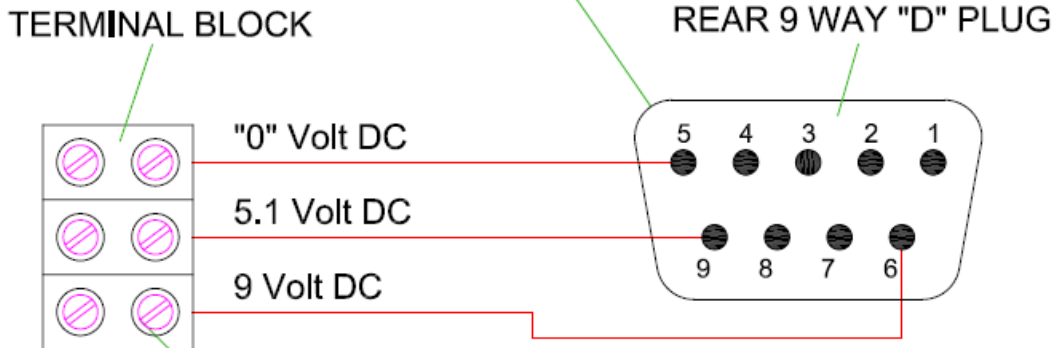 TERMINAL BLOCK
REAR 9 WAY "D" PLUG
"0" Volt DC
5 4 3 2 1
5.1 Volt DC
9 8 7 6
9 Volt DC